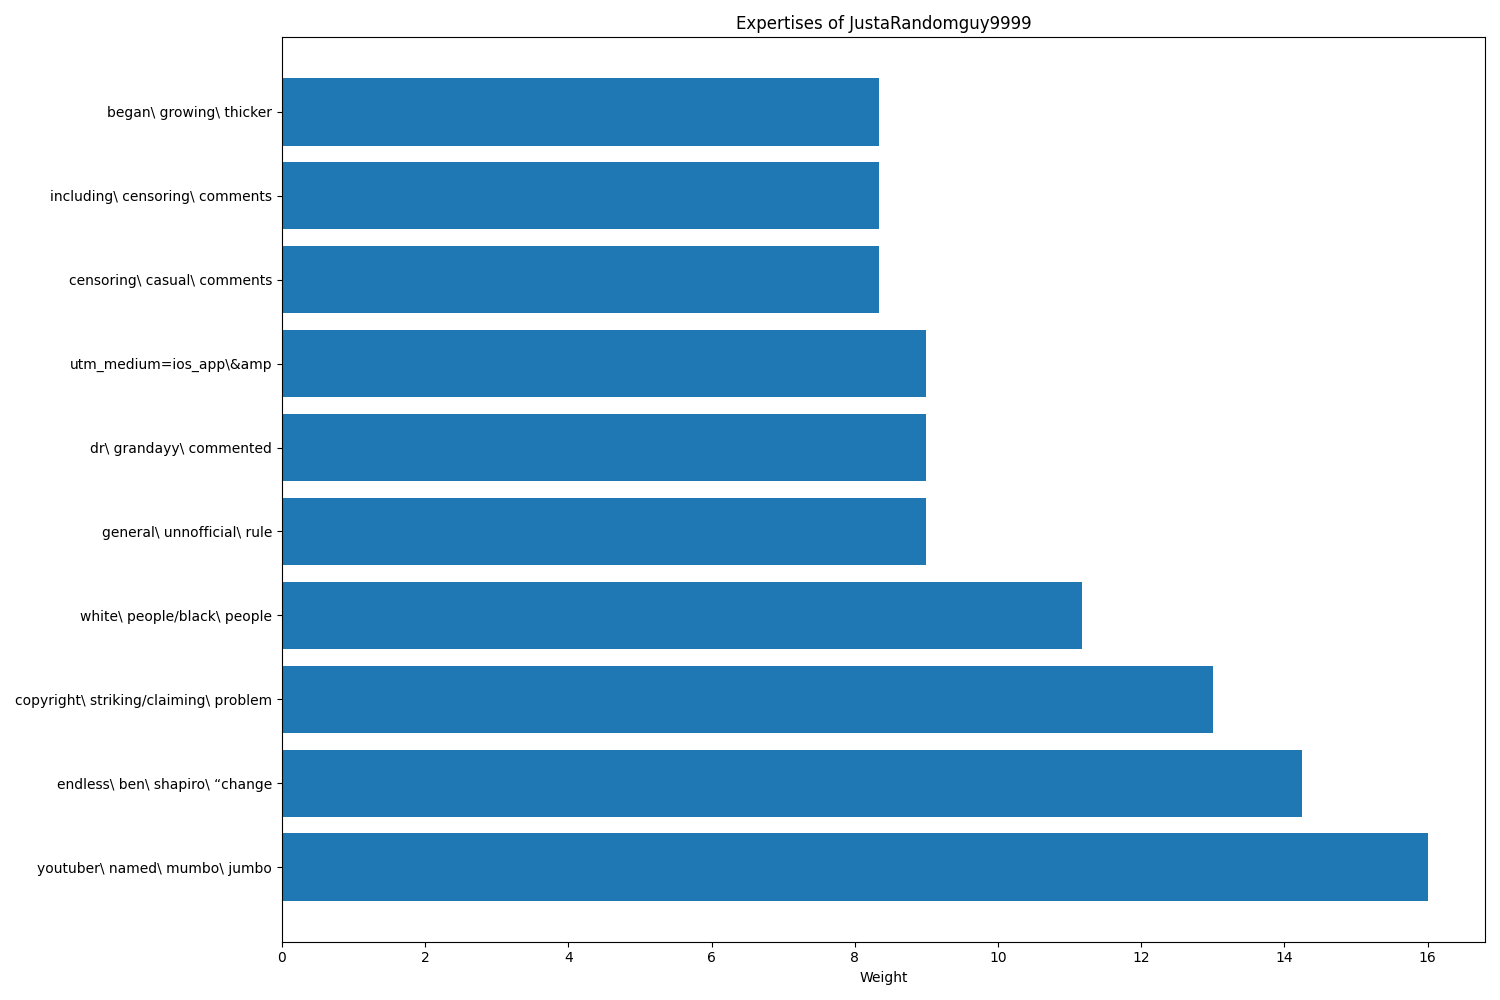 Expertises of JustaRandomguy9999
began\ growing\ thicker
including\ censoring\ comments
censoring\ casual\ comments
utm_medium=ios_app\&amp
dr\ grandayy\ commented
general\ unnofficial\ rule
white\ people/black\ people
copyright\ striking/claiming\ problem
endless\ ben\ shapiro\ “change
youtuber\ named\ mumbo\ jumbo
0 2 4 6 8 10 12 14 16
Weight